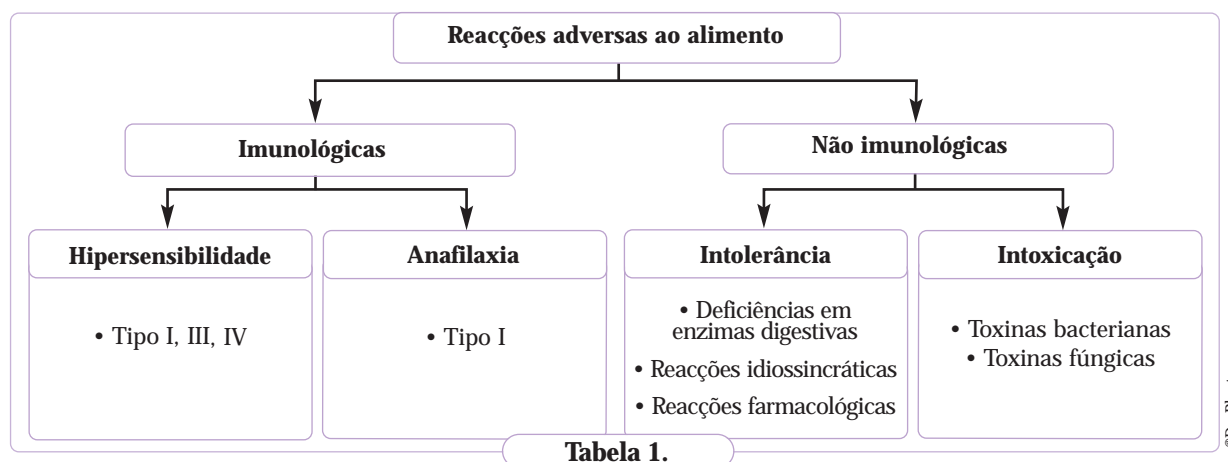 Reacções adversas ao alimento
Imunológicas
Não imunológicas
Hipersensibilidade
• Tipo I, III, IV
Anafilaxia
• Tipo I
Intolerância
• Deficiências em
enzimas digestivas
• Reacções idiossincráticas
• Reacções farmacológicas
Intoxicação
• Toxinas bacterianas
• Toxinas fúngicas
Tabela 1.